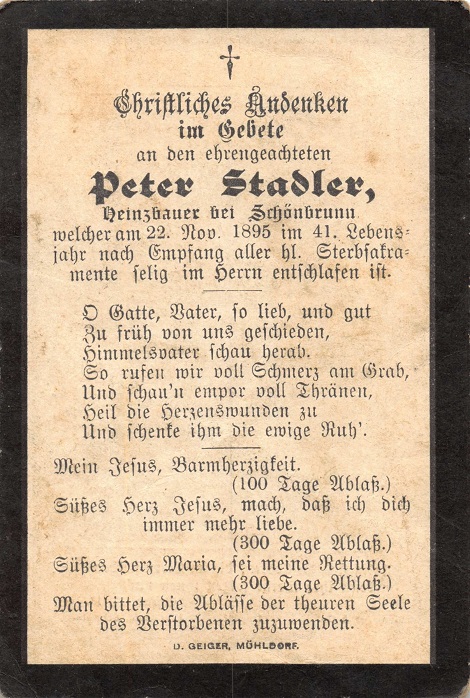 †
Christliches Andenken
im Gebete
an den ehrengeachteten
Peter Stadler,
Heinzbauer bei Schönbrunn
welcher am 22. Nov. 1895 im 41. Lebens-
jahr nach Empfang aller hl. Sterbsakra-
mente selig im Herrn entschlafen ist.
O Gatte, Vater, so lieb, und gut
Zu früh von uns geschieden,
Himmelsvater schau herab.
So rufen wir voll Schmerz am Grab,
Und schau'n empor voll Thränen,
Heil die Herzenswunden zu
Und schenke ihm die ewige Ruh'.
Mein Jesus, Barmherzigkeit.
(100 Tage Ablaß.)
Süßes Herz Jesus, mach, daß ich dich
immer mehr liebe.
(300 Tage Ablaß.)
Süßes Herz Maria, sei meine Rettung.
(300 Tage Ablaß.)
Man bittet, die Ablässe der theuren Seele
des Verstorbenen zuzuwenden.
D. GEIGER, MÜHLDORF.